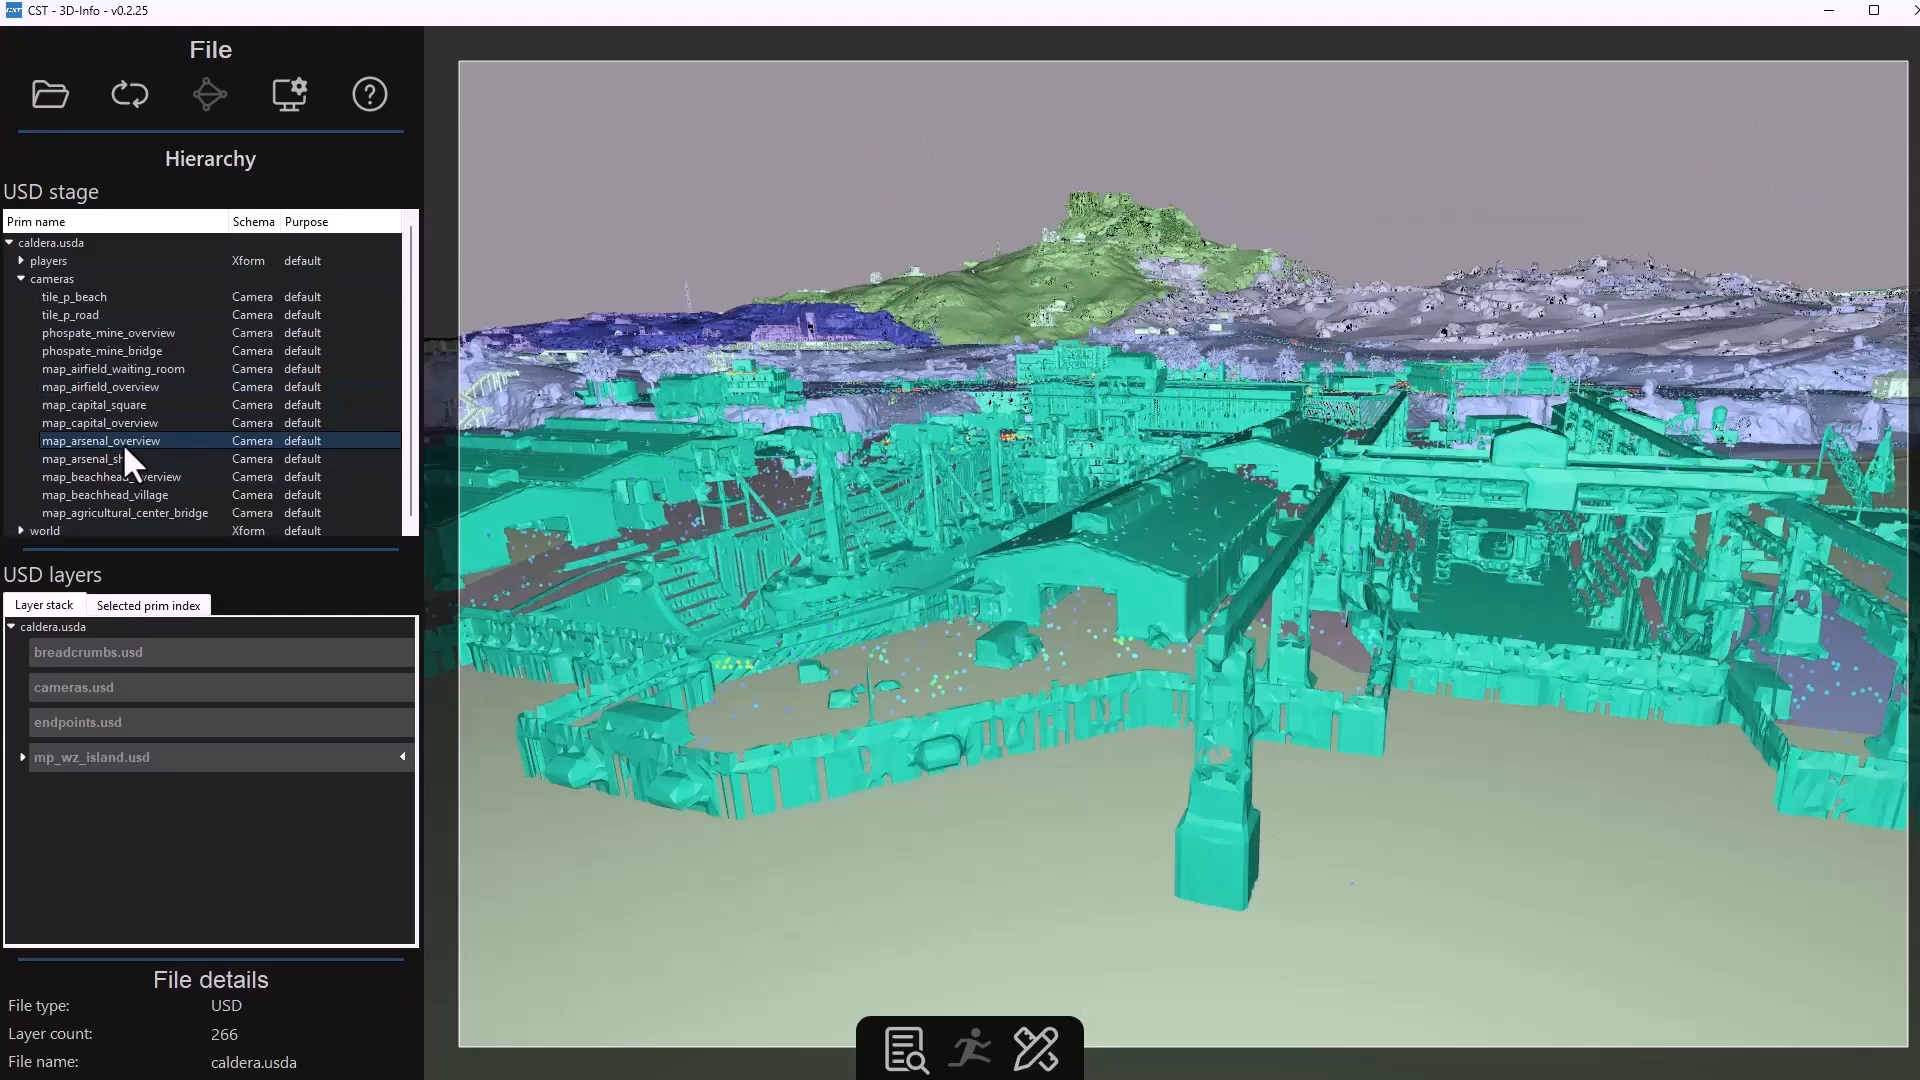 CST - 3D-Info - v0.2.25
File
Hierarchy
USD stage
Prim name Schema Purpose
caldera.usda
players Xform default
cameras
tile_p_beach Camera default
tile_p_road Camera default
phospate_mine_overview Camera default
phospate_mine_bridge Camera default
map_airfield_waiting_room Camera default
map_airfield_overview Camera default
map_capital_square Camera default
map_capital_overview Camera default
map_arsenal_overview Camera default
Camera default
Camera default
map_beachhead_village Camera default
map_agricultural_center_bridge Camera default
world Xform default
USD layers
Layer stack Selected prim index
caldera.usda
breadcrumbs.usd
cameras.usd
endpoints.usd
mp_wz_island.usd
File details
File type: USD
Layer count: 266
File name: caldera.usda